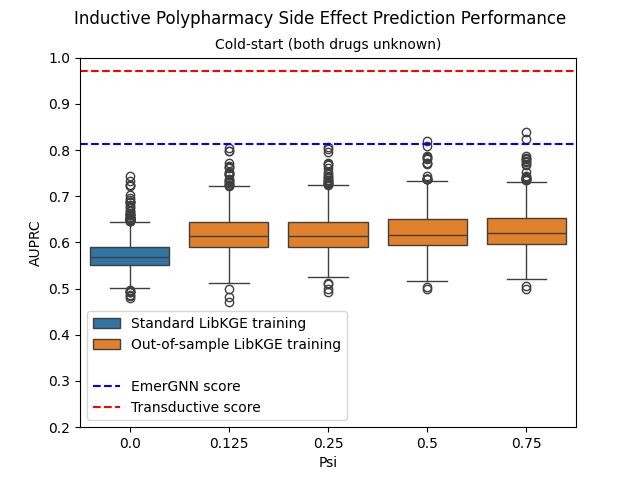 Inductive Polypharmacy Side Effect Prediction Performance
Cold-start (both drugs unknown)
1.0
0.9
0.8
0.7
0.6
0.5
0.4
0.3
0.2
AUPRC
Standard LibKGE training
Out-of-sample LibKGE training
EmerGNN score
Transductive score
0.0 0.125 0.25 0.5 0.75
Psi